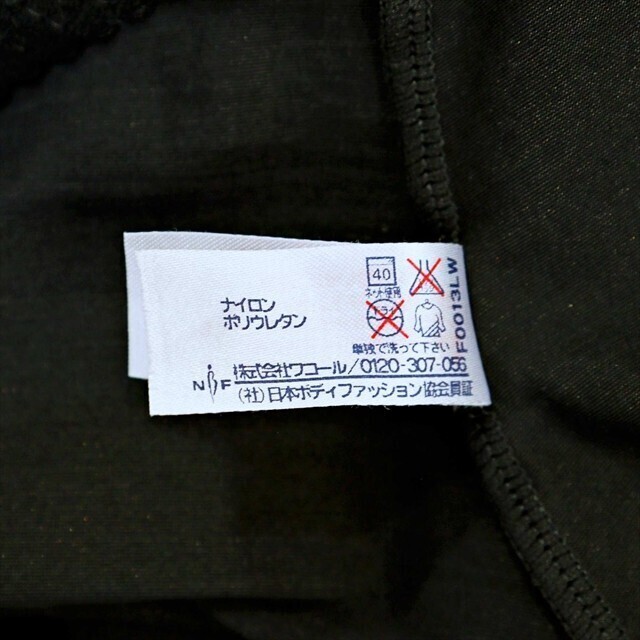 ナイロン
ポリウレタン
40
ネット使用
単独で洗って下さい
F0013LW
株式会社ワコール/0120-307-056
N F
(社)日本ボディファッション協会員証